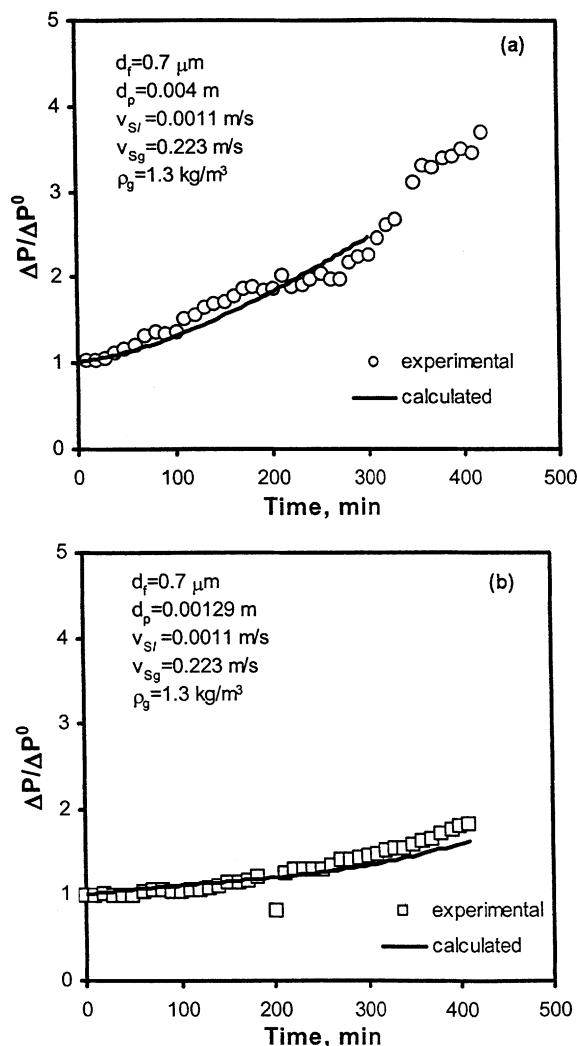 5
(a)
d_f=0.7 μm
d_p=0.004 m
4
v_Sl=0.0011 m/s
v_Sg=0.223 m/s
ρ_g=1.3 kg/m³
3
ΔP/ΔP⁰
2
1
experimental
calculated
0
0 100 200 300 400 500
Time, min
5
(b)
d_f=0.7 μm
d_p=0.00129 m
4
v_Sl=0.0011 m/s
v_Sg=0.223 m/s
ρ_g=1.3 kg/m³
3
ΔP/ΔP⁰
2
1
experimental
calculated
0
0 100 200 300 400 500
Time, min